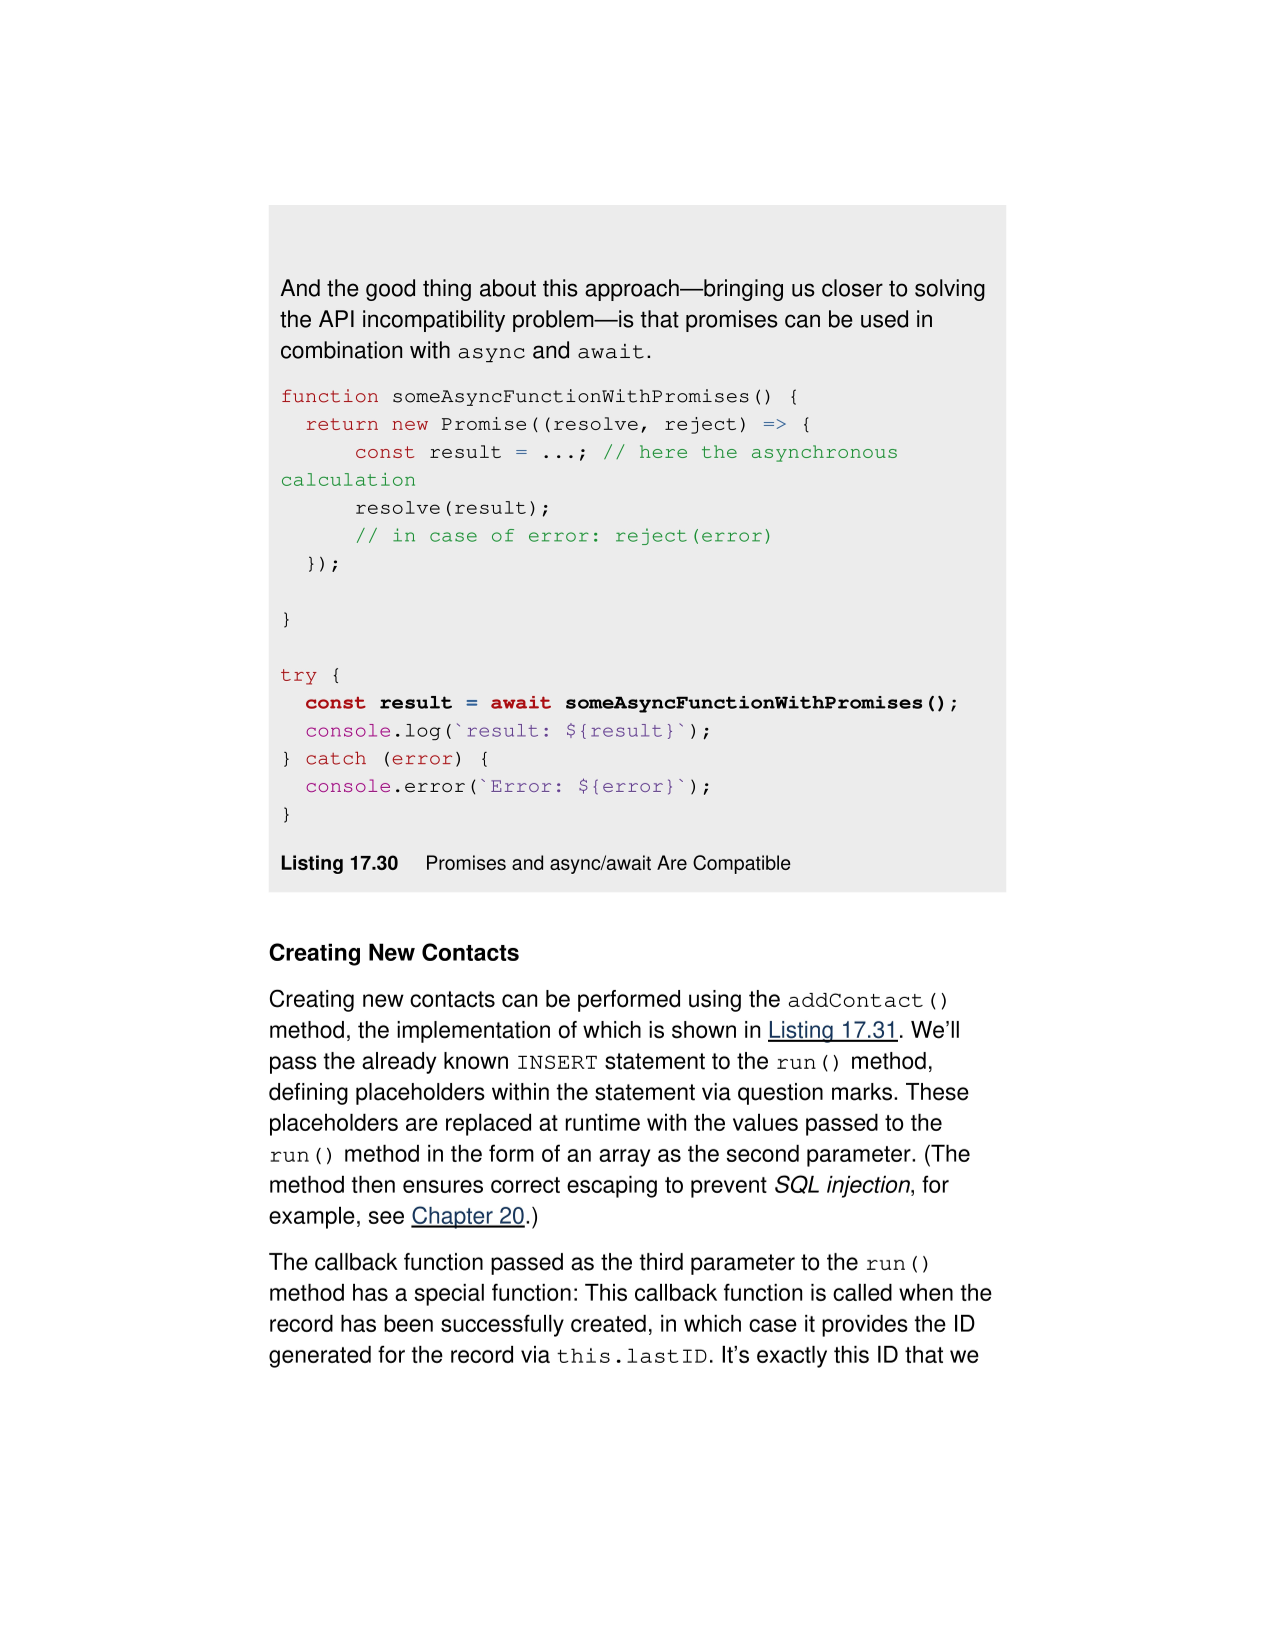 And the good thing about this approach—bringing us closer to solving
the API incompatibility problem—is that promises can be used in
combination with async and await.
function someAsyncFunctionWithPromises() {
  return new Promise((resolve, reject) => {
      const result = ...; // here the asynchronous
calculation
      resolve(result);
      // in case of error: reject(error)
  });
}
try {
  const result = await someAsyncFunctionWithPromises();
  console.log(`result: ${result}`);
} catch (error) {
  console.error(`Error: ${error}`);
}
Listing 17.30 Promises and async/await Are Compatible
Creating New Contacts
Creating new contacts can be performed using the addContact()
method, the implementation of which is shown in Listing 17.31. We’ll
pass the already known INSERT statement to the run() method,
defining placeholders within the statement via question marks. These
placeholders are replaced at runtime with the values passed to the
run() method in the form of an array as the second parameter. (The
method then ensures correct escaping to prevent SQL injection, for
example, see Chapter 20.)
The callback function passed as the third parameter to the run()
method has a special function: This callback function is called when the
record has been successfully created, in which case it provides the ID
generated for the record via this.lastID. It’s exactly this ID that we